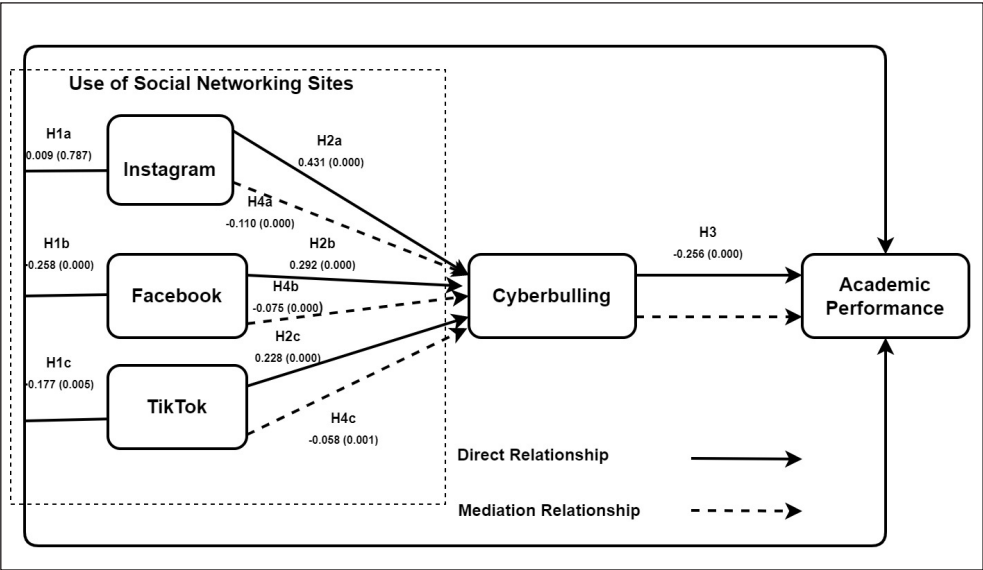 Use of Social Networking Sites
H1a
0.009 (0.787)
Instagram
H2a
0.431 (0.000)
H4a
-0.110 (0.000)
H1b
-0.258 (0.000)
Facebook
H2b
0.292 (0.000)
H4b
-0.075 (0.000)
H2c
0.228 (0.000)
H1c
-0.177 (0.005)
TikTok
H4c
-0.058 (0.001)
Cyberbulling
H3
-0.256 (0.000)
Academic
Performance
Direct Relationship
Mediation Relationship